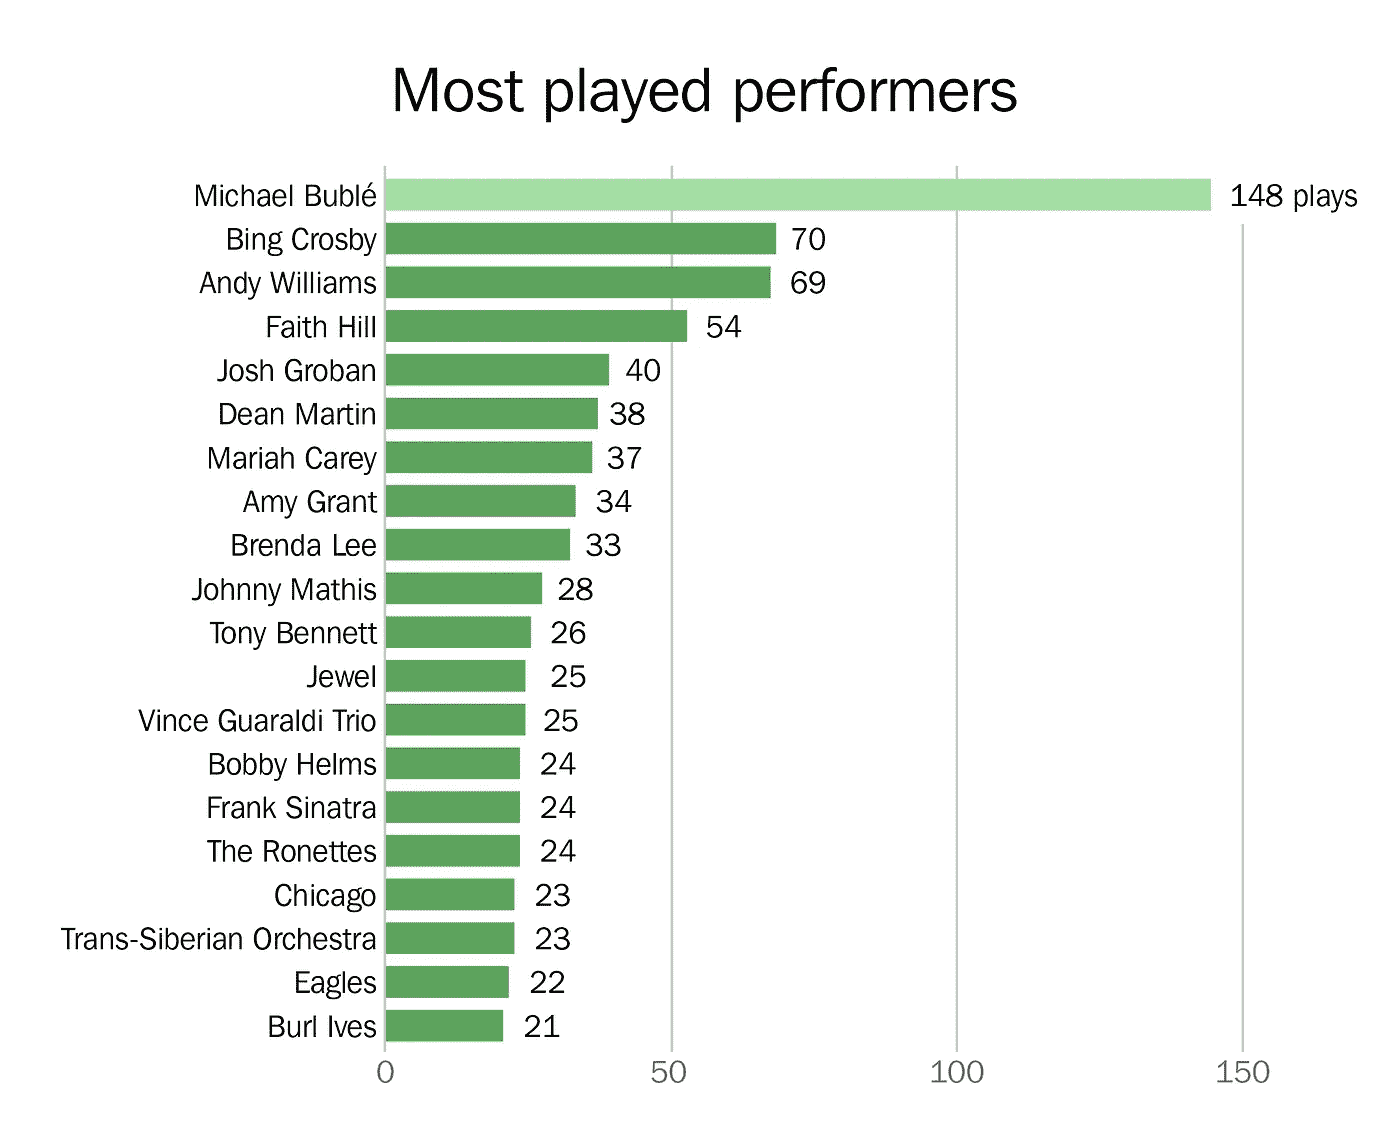 Most played performers
Michael Bublé 148 plays
Bing Crosby 70
Andy Williams 69
Faith Hill 54
Josh Groban 40
Dean Martin 38
Mariah Carey 37
Amy Grant 34
Brenda Lee 33
Johnny Mathis 28
Tony Bennett 26
Jewel 25
Vince Guaraldi Trio 25
Bobby Helms 24
Frank Sinatra 24
The Ronettes 24
Chicago 23
Trans-Siberian Orchestra 23
Eagles 22
Burl Ives 21
0 50 100 150